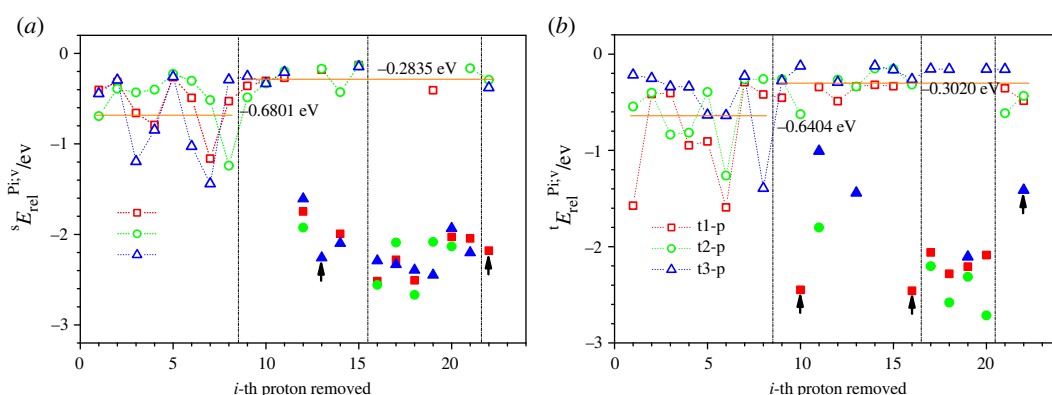 (a)
0
−1
−2
−3
ˢE_rel^Pi;v/ev
−0.2835 eV
−0.6801 eV
0
5
10
15
20
i-th proton removed
(b)
0
−1
−2
−3
ᵗE_rel^Pi;v/ev
−0.3020 eV
−0.6404 eV
t1-p
t2-p
t3-p
0
5
10
15
20
i-th proton removed